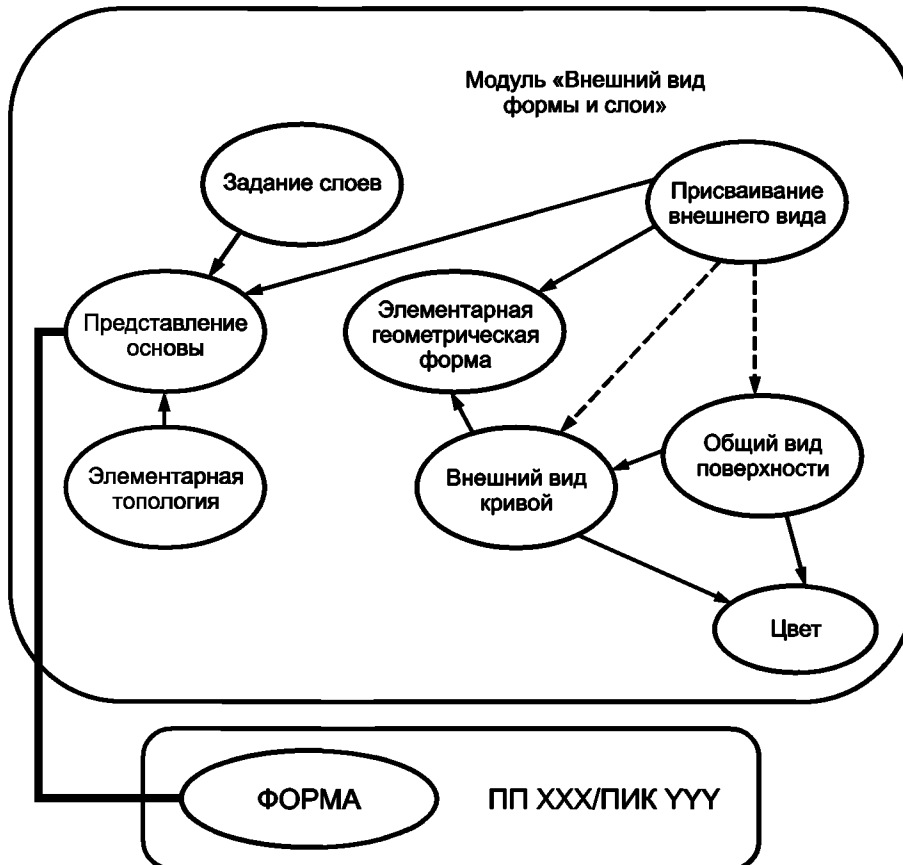 Модуль «Внешний вид
формы и слои»
Задание слоев
Присваивание
внешнего вида
Представление
основы
Элементарная
геометрическая
форма
Элементарная
топология
Внешний вид
кривой
Общий вид
поверхности
Цвет
ФОРМА
ПП XXX/ПИК YYY